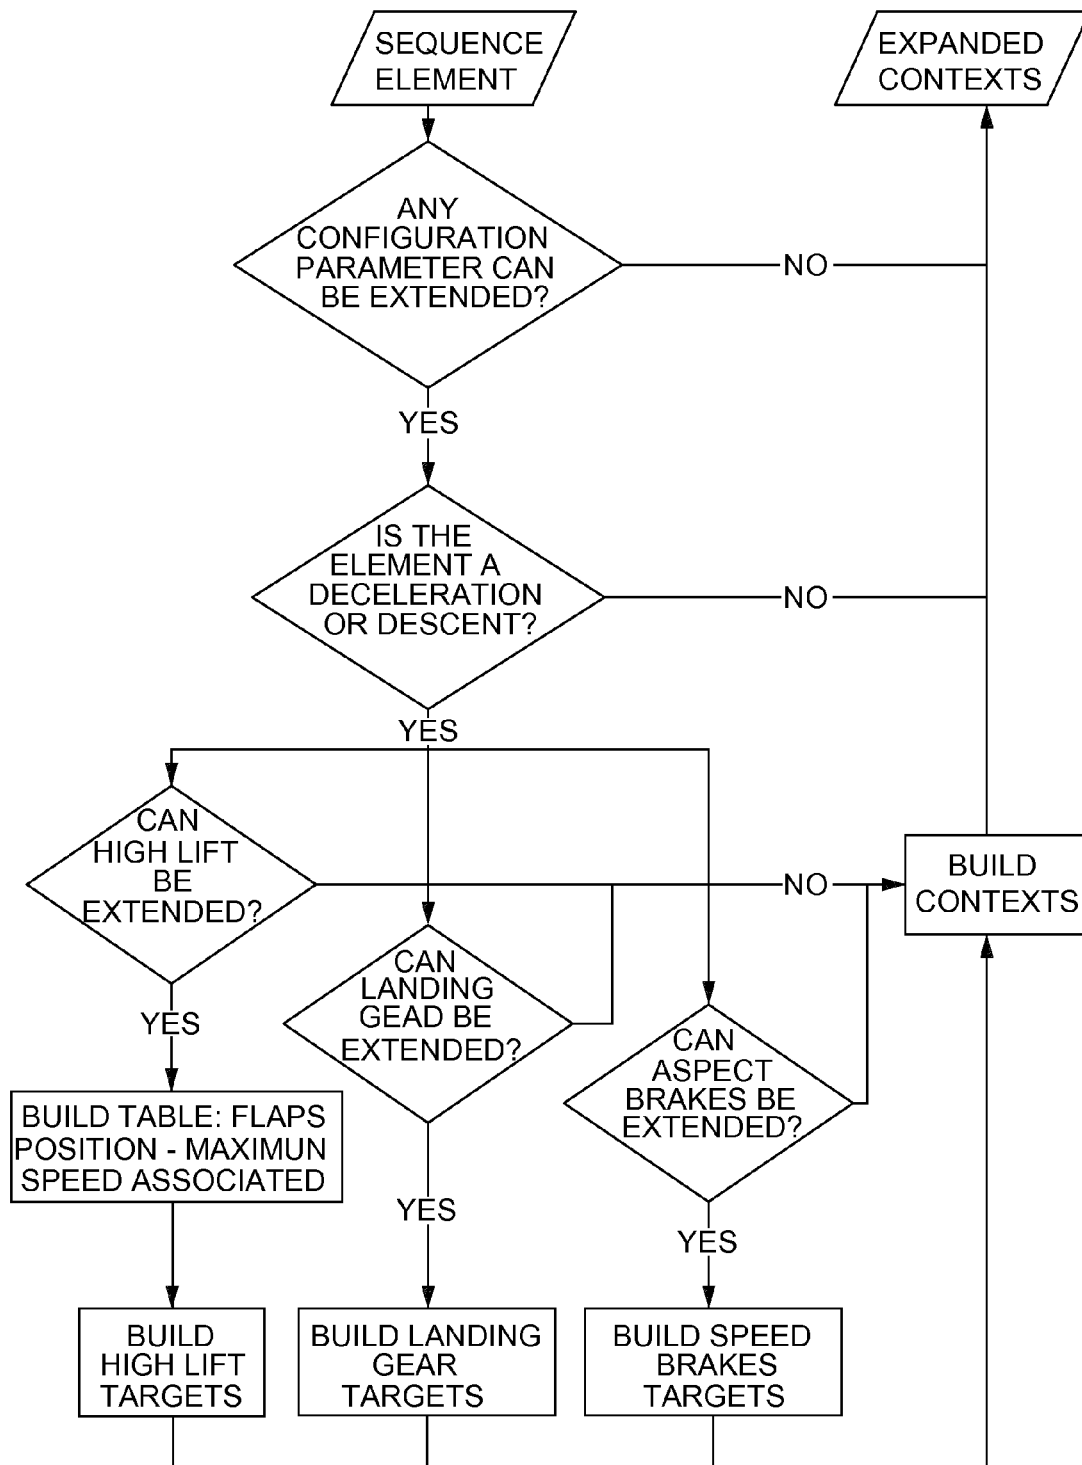 SEQUENCE
ELEMENT
EXPANDED
CONTEXTS
ANY
CONFIGURATION
PARAMETER CAN
BE EXTENDED?
NO
YES
IS THE
ELEMENT A
DECELERATION
OR DESCENT?
NO
YES
CAN
HIGH LIFT
BE
EXTENDED?
NO
BUILD
CONTEXTS
CAN
LANDING
GEAD BE
EXTENDED?
CAN
ASPECT
BRAKES BE
EXTENDED?
YES
BUILD TABLE: FLAPS
POSITION - MAXIMUN
SPEED ASSOCIATED
YES
YES
BUILD
HIGH LIFT
TARGETS
BUILD LANDING
GEAR
TARGETS
BUILD SPEED
BRAKES
TARGETS